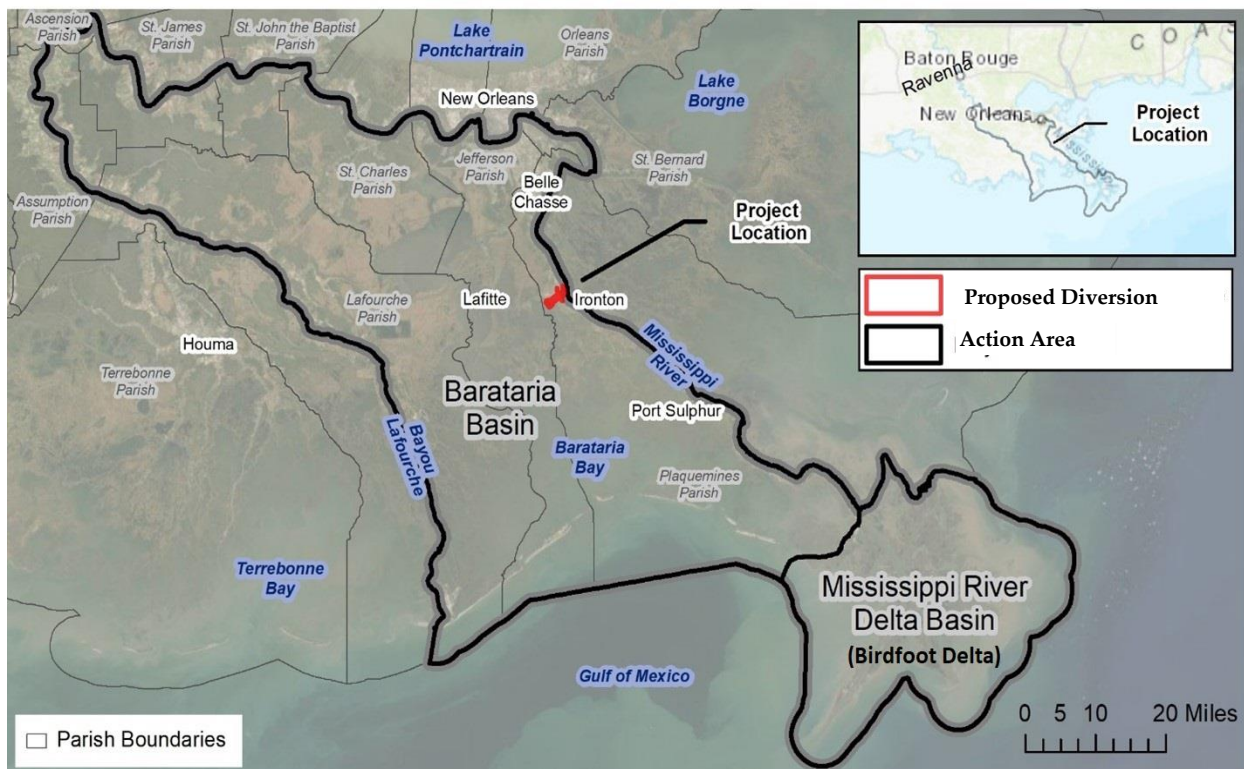 Ascension
Parish
St. James
Parish
St. John the Baptist
Parish
Lake
Pontchartrain
Orleans
Parish
Lake
Borgne
New Orleans
Jefferson
Parish
St. Charles
Parish
St. Bernard
Parish
Belle
Chasse
Assumption
Parish
Project
Location
Lafourche
Parish
Lafitte
Ironton
Houma
Terrebonne
Parish
Mississippi
River
Barataria
Basin
Port Sulphur
Bayou
Lafourche
Barataria
Bay
Plaquemines
Parish
Terrebonne
Bay
Mississippi River
Delta Basin
(Birdfoot Delta)
Gulf of Mexico
0 5 10 20 Miles
Parish Boundaries
Baton Rouge
Ravenna
New Orleans
C O A S
Mississippi
Project
Location
Proposed Diversion
Action Area